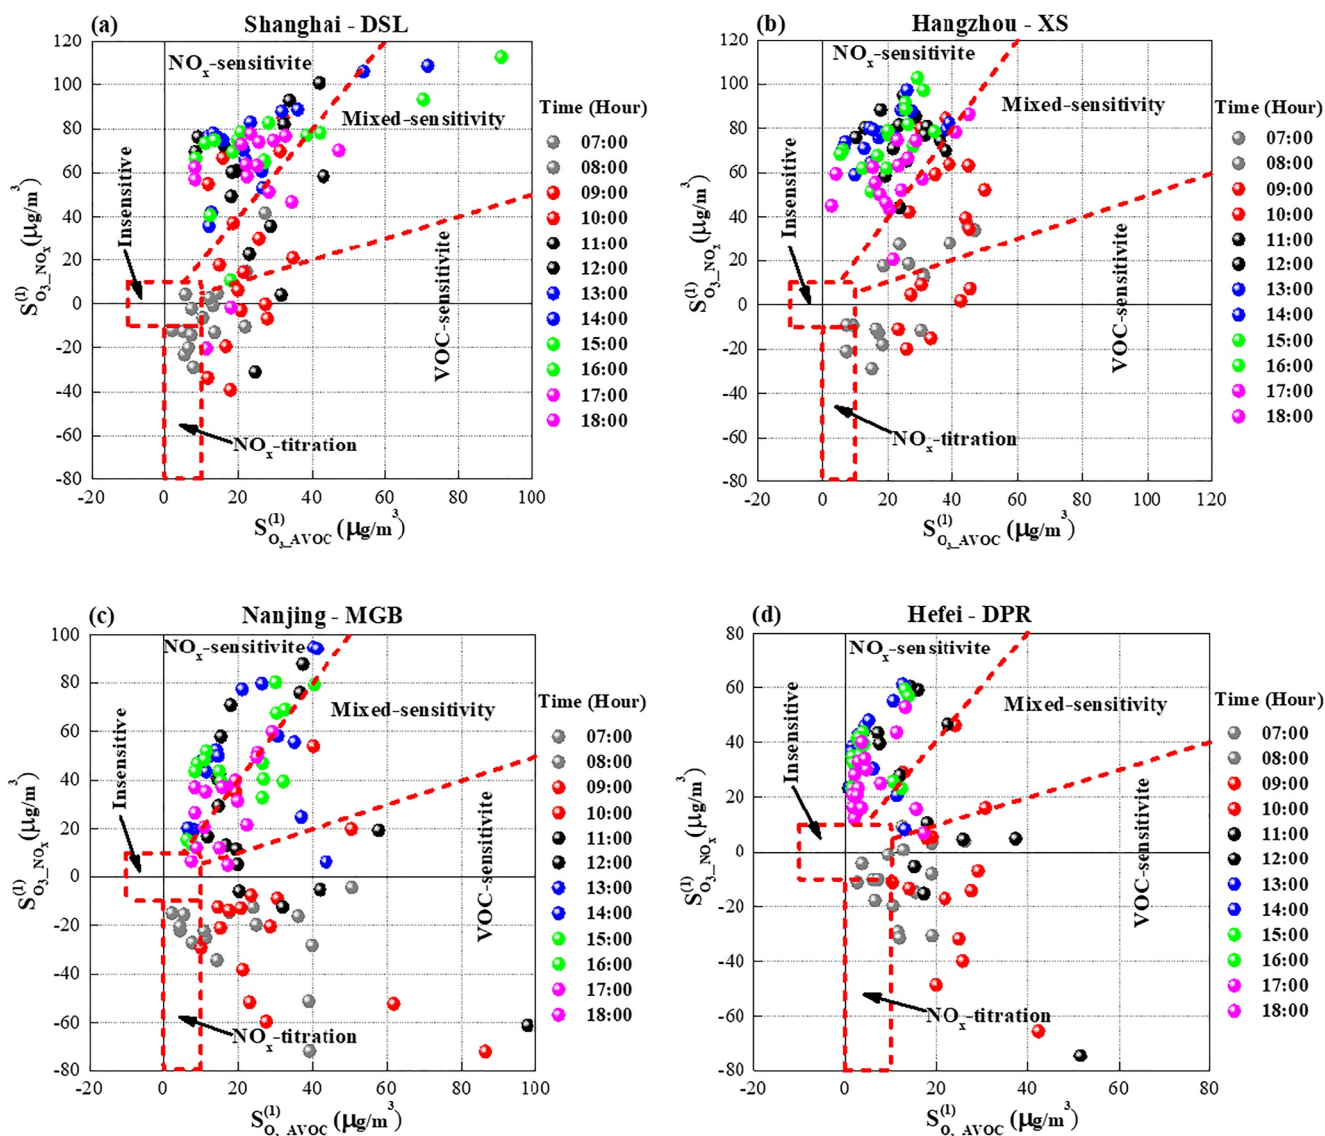 (a) Shanghai - DSL
NOx-sensitivite
Mixed-sensitivity
Insensitive
VOC-sensitivite
NOx-titration
120
100
80
60
40
20
0
-20
-40
-60
-80
-20 0 20 40 60 80 100
S(1)O3_NOx (μg/m3)
S(1)O3_AVOC (μg/m3)
Time (Hour)
07:00
08:00
09:00
10:00
11:00
12:00
13:00
14:00
15:00
16:00
17:00
18:00
(b) Hangzhou - XS
NOx-sensitivite
Mixed-sensitivity
Insensitive
VOC-sensitivite
NOx-titration
120
100
80
60
40
20
0
-20
-40
-60
-80
-20 0 20 40 60 80 100 120
S(1)O3_NOx (μg/m3)
S(1)O3_AVOC (μg/m3)
Time (Hour)
07:00
08:00
09:00
10:00
11:00
12:00
13:00
14:00
15:00
16:00
17:00
18:00
(c) Nanjing - MGB
NOx-sensitivite
Mixed-sensitivity
Insensitive
VOC-sensitivite
NOx-titration
100
80
60
40
20
0
-20
-40
-60
-80
-20 0 20 40 60 80 100
S(1)O3_NOx (μg/m3)
S(1)O3_AVOC (μg/m3)
Time (Hour)
07:00
08:00
09:00
10:00
11:00
12:00
13:00
14:00
15:00
16:00
17:00
18:00
(d) Hefei - DPR
NOx-sensitivite
Mixed-sensitivity
Insensitive
VOC-sensitivite
NOx-titration
80
60
40
20
0
-20
-40
-60
-80
-20 0 20 40 60 80
S(1)O3_NOx (μg/m3)
S(1)O3_AVOC (μg/m3)
Time (Hour)
07:00
08:00
09:00
10:00
11:00
12:00
13:00
14:00
15:00
16:00
17:00
18:00